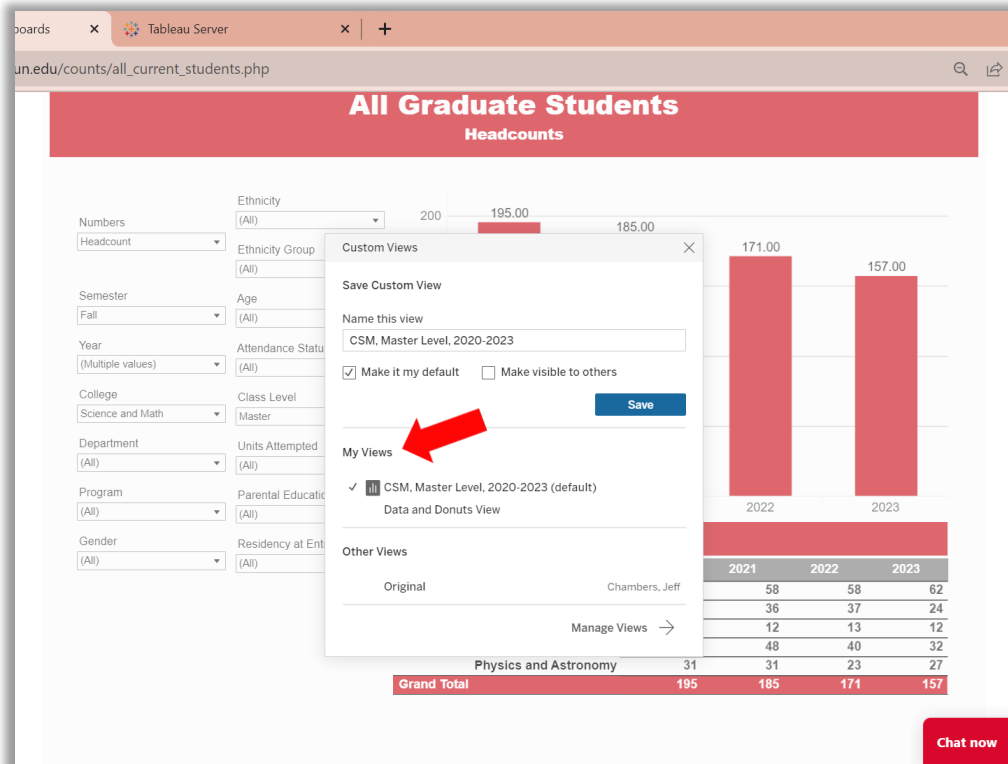 boards
Tableau Server
un.edu/counts/all_current_students.php
All Graduate Students
Headcounts
Numbers
Headcount
Semester
Fall
Year
(Multiple values)
College
Science and Math
Department
(All)
Program
(All)
Gender
(All)
Ethnicity
(All)
Ethnicity Group
(All)
Age
(All)
Attendance Statu
(All)
Class Level
Master
Units Attempted
(All)
Parental Educatio
(All)
Residency at Ent
(All)
200
195.00
185.00
171.00
157.00
2022
2023
Custom Views
Save Custom View
Name this view
CSM, Master Level, 2020-2023
Make it my default
Make visible to others
Save
My Views
CSM, Master Level, 2020-2023 (default)
Data and Donuts View
Other Views
Original Chambers, Jeff
Manage Views
2021 2022 2023
58 58 62
36 37 24
12 13 12
48 40 32
Physics and Astronomy 31 31 23 27
Grand Total 195 185 171 157
Chat now